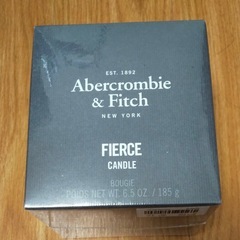 EST. 1892
Abercrombie
& Fitch
NEW YORK
FIERCE
CANDLE
BOUGIE
POIDS NET WT. 6.5 OZ. / 185 g